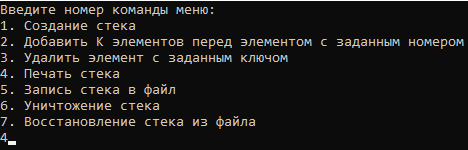 Введите номер команды меню:
1. Создание стека
2. Добавить К элементов перед элементом с заданным номером
3. Удалить элемент с заданным ключом
4. Печать стека
5. Запись стека в файл
6. Уничтожение стека
7. Восстановление стека из файла
4